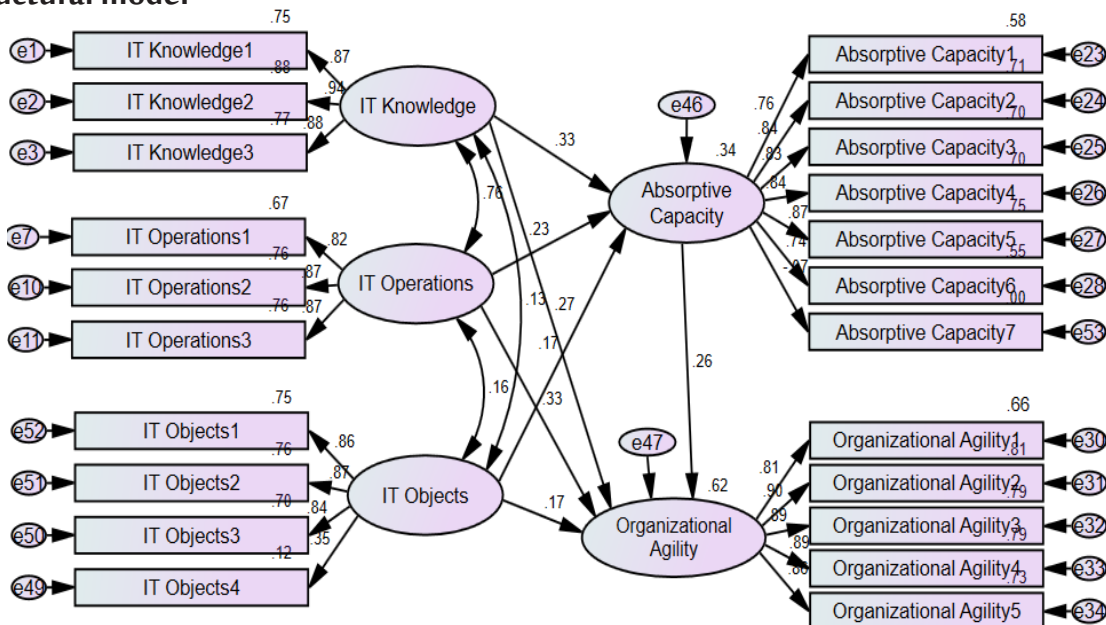 uctural model
.75
e1
IT Knowledge1
.87
.88
e2
IT Knowledge2
.94
.77
e3
IT Knowledge3
.88
IT Knowledge
.67
e7
IT Operations1
.82
.76
e10
IT Operations2
.87
.76
e11
IT Operations3
.87
IT Operations
.75
e52
IT Objects1
.86
.76
e51
IT Objects2
.87
.70
e50
IT Objects3
.84
.12
.35
e49
IT Objects4
IT Objects
.76
.13
.16
.33
.23
.27
.17
.33
.17
.26
e46
.34
Absorptive
Capacity
e47
.62
Organizational
Agility
.58
.76
Absorptive Capacity1
e23
.71
.84
Absorptive Capacity2
e24
.70
.83
Absorptive Capacity3
e25
.70
.84
Absorptive Capacity4
e26
.75
.87
Absorptive Capacity5
e27
.55
.74
Absorptive Capacity6
e28
.00
Absorptive Capacity7
e53
.66
.81
Organizational Agility1
e30
.81
.90
Organizational Agility2
e31
.79
.89
Organizational Agility3
e32
.79
.89
Organizational Agility4
e33
.73
.86
Organizational Agility5
e34